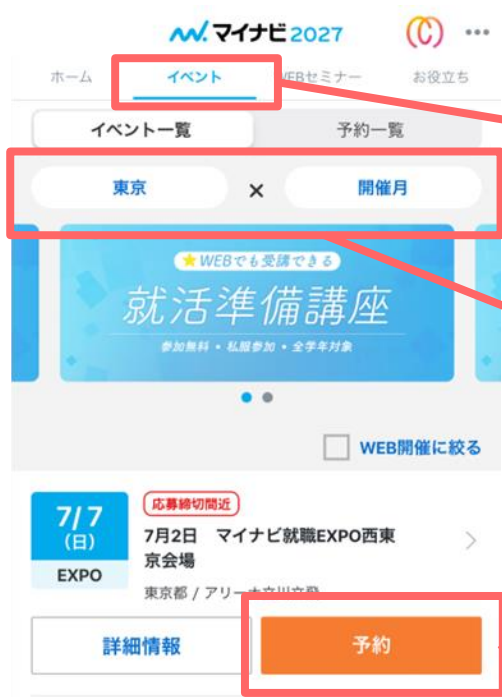 マイナビ2027
ホーム イベント WEBセミナー お役立ち
イベント一覧 予約一覧
東京 × 開催月
★WEBでも受講できる
就活準備講座
参加無料・私服参加・全学年対象
WEB開催に絞る
7/7
(日)
EXPO
応募締切間近
7月2日 マイナビ就職EXPO西東
京会場
東京都 / アリーナ立川立飛
詳細情報 予約